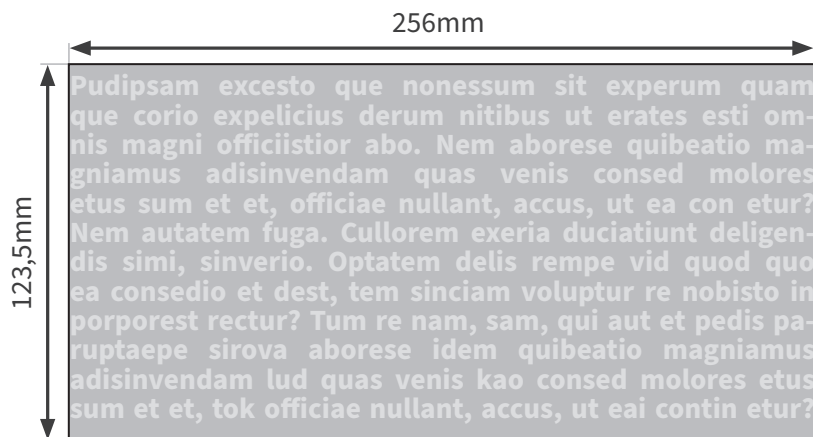 256mm
123,5mm
Pudipsam excesto que nonessum sit experum quam
que corio expelicius derum nitibus ut erates esti om-
nis magni officiistior abo. Nem aborese quibeatio ma-
gniamus adisinvendam quas venis consed molores
etus sum et et, officiae nullant, accus, ut ea con etur?
Nem autatem fuga. Cullorem exeria duciatiunt deligen-
dis simi, sinverio. Optatem delis rempe vid quod quo
ea consedio et dest, tem sinciam voluptur re nobisto in
porporest rectur? Tum re nam, sam, qui aut et pedis pa-
ruptaepe sirova aborese idem quibeatio magniamus
adisinvendam lud quas venis kao consed molores etus
sum et et, tok officiae nullant, accus, ut eai contin etur?